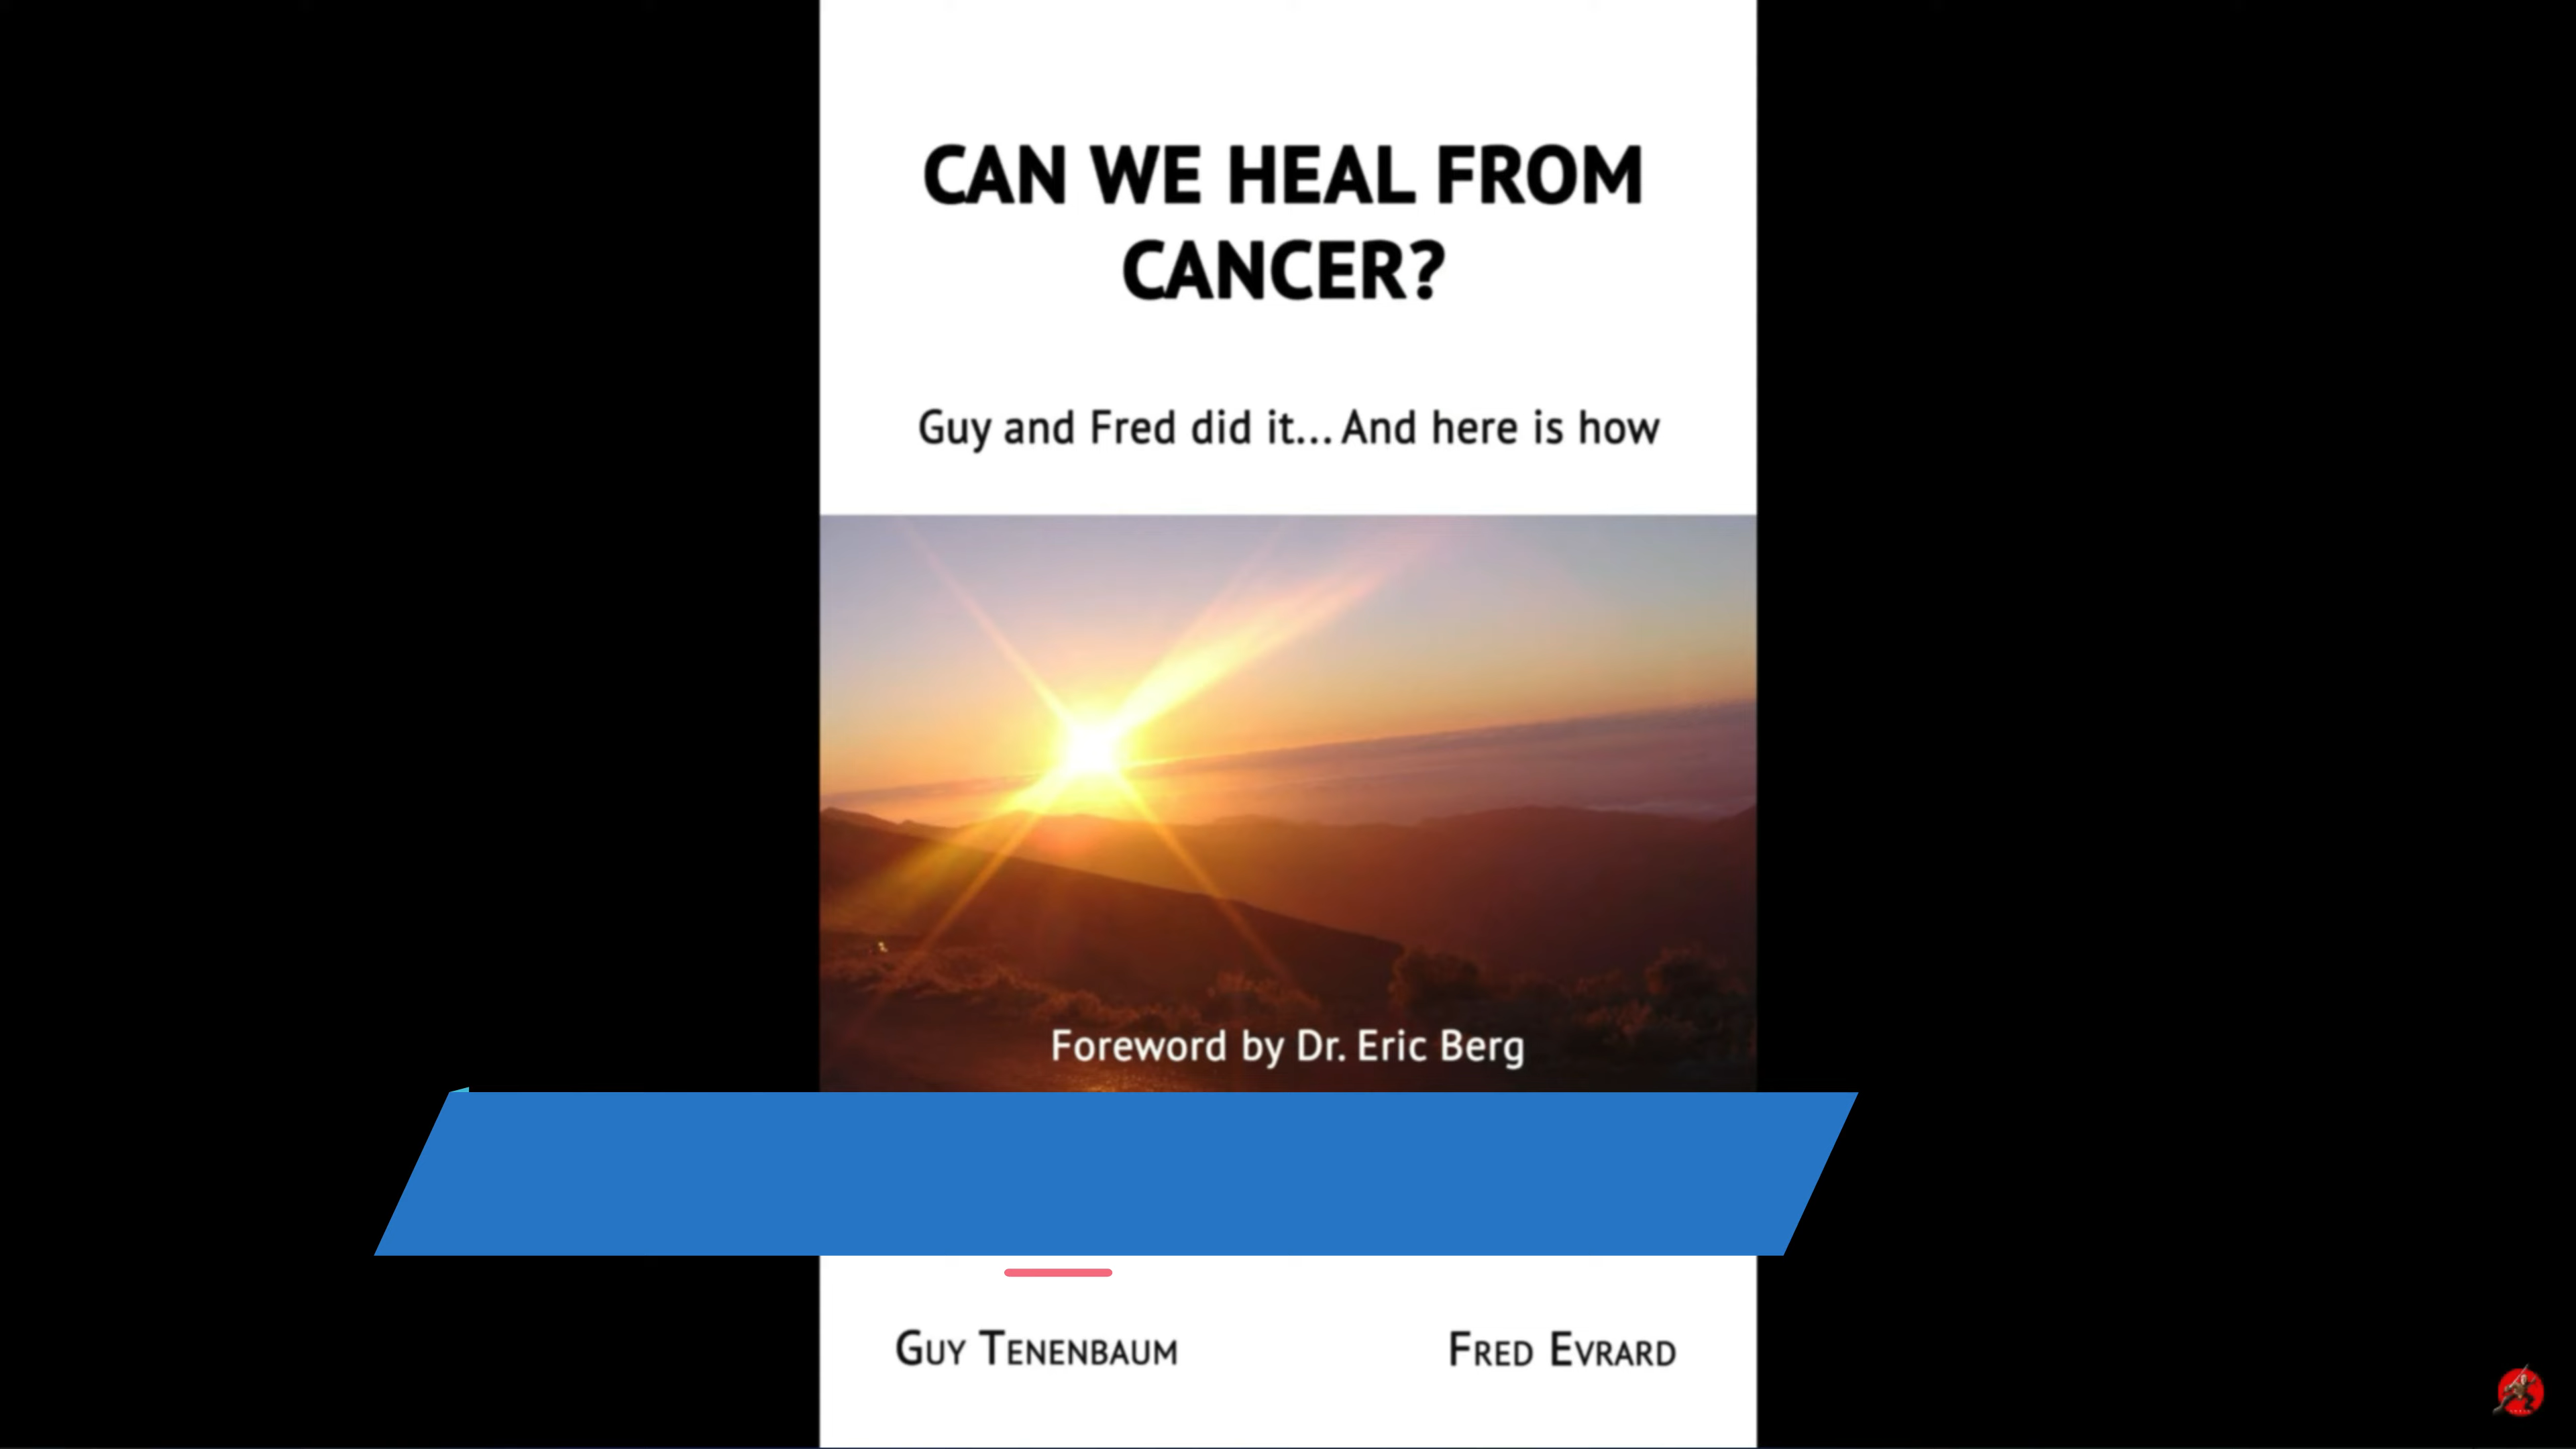 CAN WE HEAL FROM
CANCER?
Guy and Fred did it... And here is how
Foreword by Dr. Eric Berg
GUY TENENBAUM
FRED EVRARD